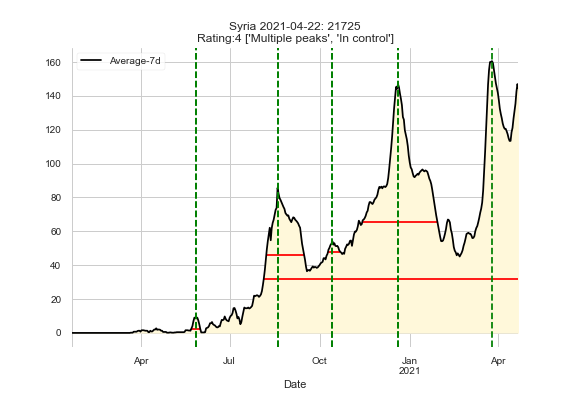 Syria 2021-04-22: 21725
Rating:4 ['Multiple peaks', 'In control']
Average-7d
160
140
120
100
80
60
40
20
0
Apr
Jul
Oct
Jan
2021
Apr
Date